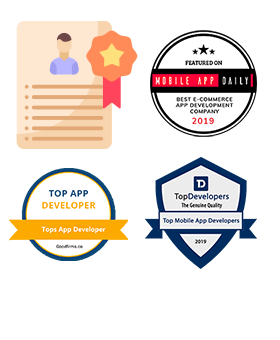 FEATURED ON
MOBILE APP DAILY
BEST E-COMMERCE
APP DEVELOPMENT
COMPANY
2019
TOP APP
DEVELOPER
Tops App Developer
Goodfirms.co
D
TopDevelopers
The Genuine Quality
Top Mobile App Developers
2019